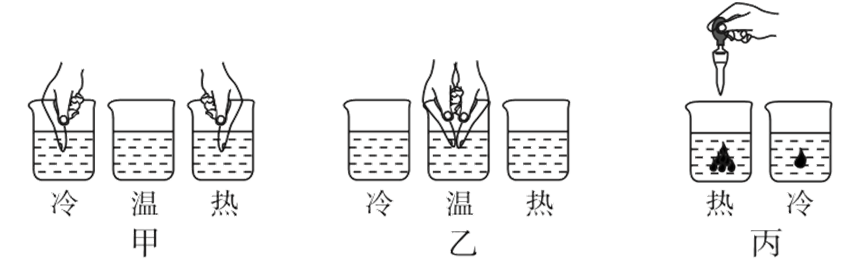 冷 温 热 冷 温 热 热 冷
甲 乙 丙